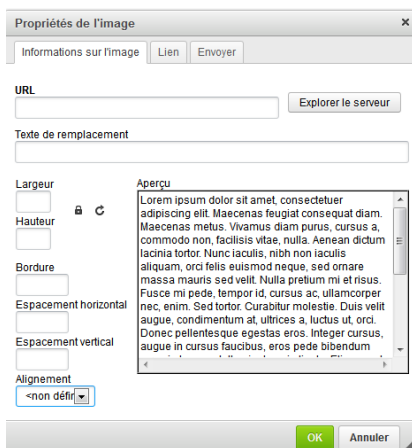 Propriétés de l'image
Informations sur l'image
Lien
Envoyer
URL
Explorer le serveur
Texte de remplacement
Largeur
Hauteur
Bordure
Espacement horizontal
Espacement vertical
Alignement
<non défin
Aperçu
Lorem ipsum dolor sit amet, consectetuer
adipiscing elit. Maecenas feugiat consequat diam.
Maecenas metus. Vivamus diam purus, cursus a,
commodo non, facilisis vitae, nulla. Aenean dictum
lacinia tortor. Nunc iaculis, nibh non iaculis
aliquam, orci felis euismod neque, sed ornare
massa mauris sed velit. Nulla pretium mi et risus.
Fusce mi pede, tempor id, cursus ac, ullamcorper
nec, enim. Sed tortor. Curabitur molestie. Duis velit
augue, condimentum at, ultrices a, luctus ut, orci.
Donec pellentesque egestas eros. Integer cursus,
augue in cursus faucibus, eros pede bibendum
OK
Annuler